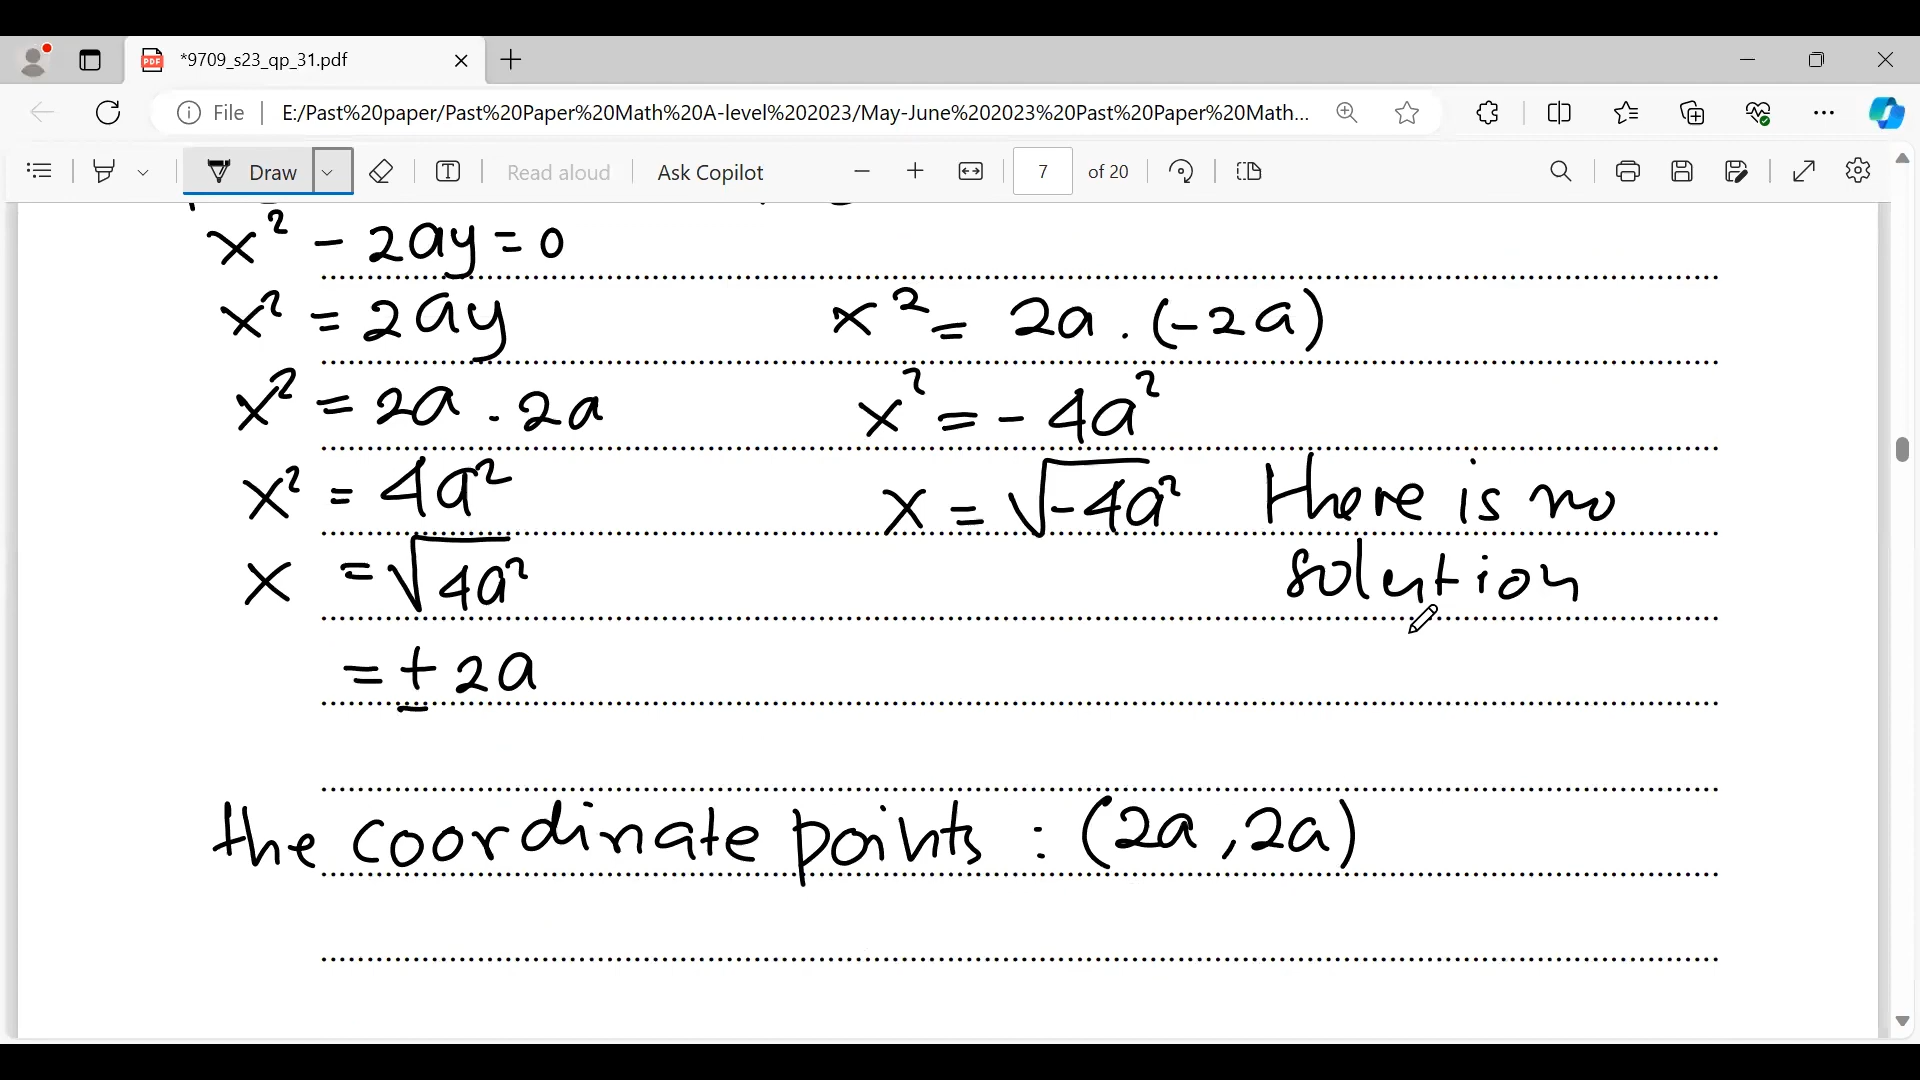 *9709_s23_qp_31.pdf
File E:/Past%20paper/Past%20Paper%20Math%20A-level%202023/May-June%202023%20Past%20Paper%20Math...
Draw Read aloud Ask Copilot 7 of 20
x² - 2ay = 0
x² = 2ay x² = 2a . (-2a)
x² = 2a . 2a x² = - 4a²
x² = 4a² x = √-4a² there is no
x = √4a² solution
= ± 2a
the coordinate points : (2a , 2a)